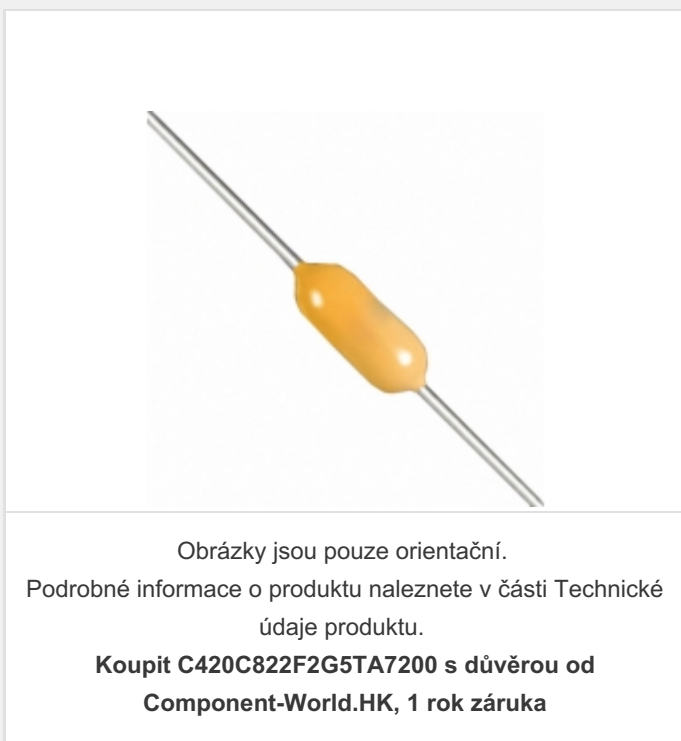 Obrázky jsou pouze orientační.
Podrobné informace o produktu naleznete v části Technické
údaje produktu.
Koupit C420C822F2G5TA7200 s důvěrou od
Component-World.HK, 1 rok záruka